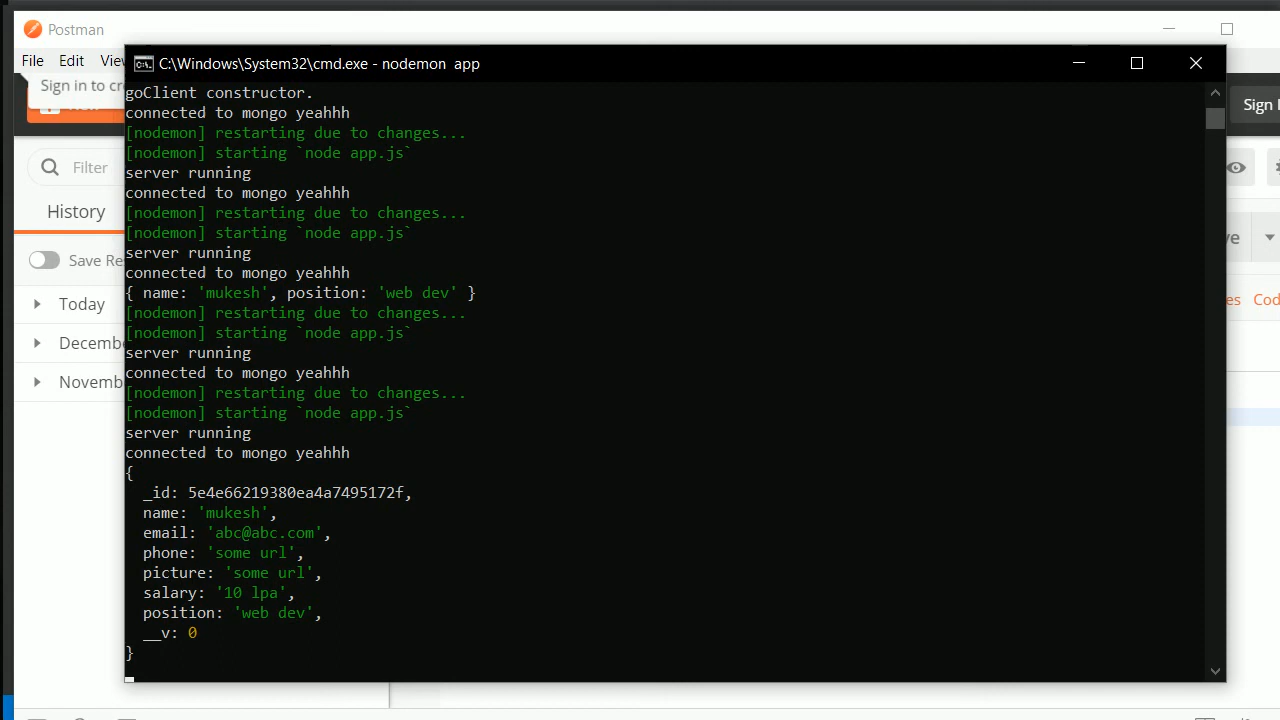 Postman
File Edit View
Sign in to
Sign
Filter
History
Save
Today
C:\Windows\System32\cmd.exe - nodemon  app
goClient constructor.
connected to mongo yeahhh
[nodemon] restarting due to changes...
[nodemon] starting `node app.js`
server running
connected to mongo yeahhh
[nodemon] restarting due to changes...
[nodemon] starting `node app.js`
server running
connected to mongo yeahhh
{ name: 'mukesh', position: 'web dev' }
[nodemon] restarting due to changes...
[nodemon] starting `node app.js`
server running
connected to mongo yeahhh
[nodemon] restarting due to changes...
[nodemon] starting `node app.js`
server running
connected to mongo yeahhh
{
_id: 5e4e66219380ea4a7495172f,
name: 'mukesh',
email: 'abc@abc.com',
phone: 'some url',
picture: 'some url',
salary: '10 lpa',
position: 'web dev',
__v: 0
}